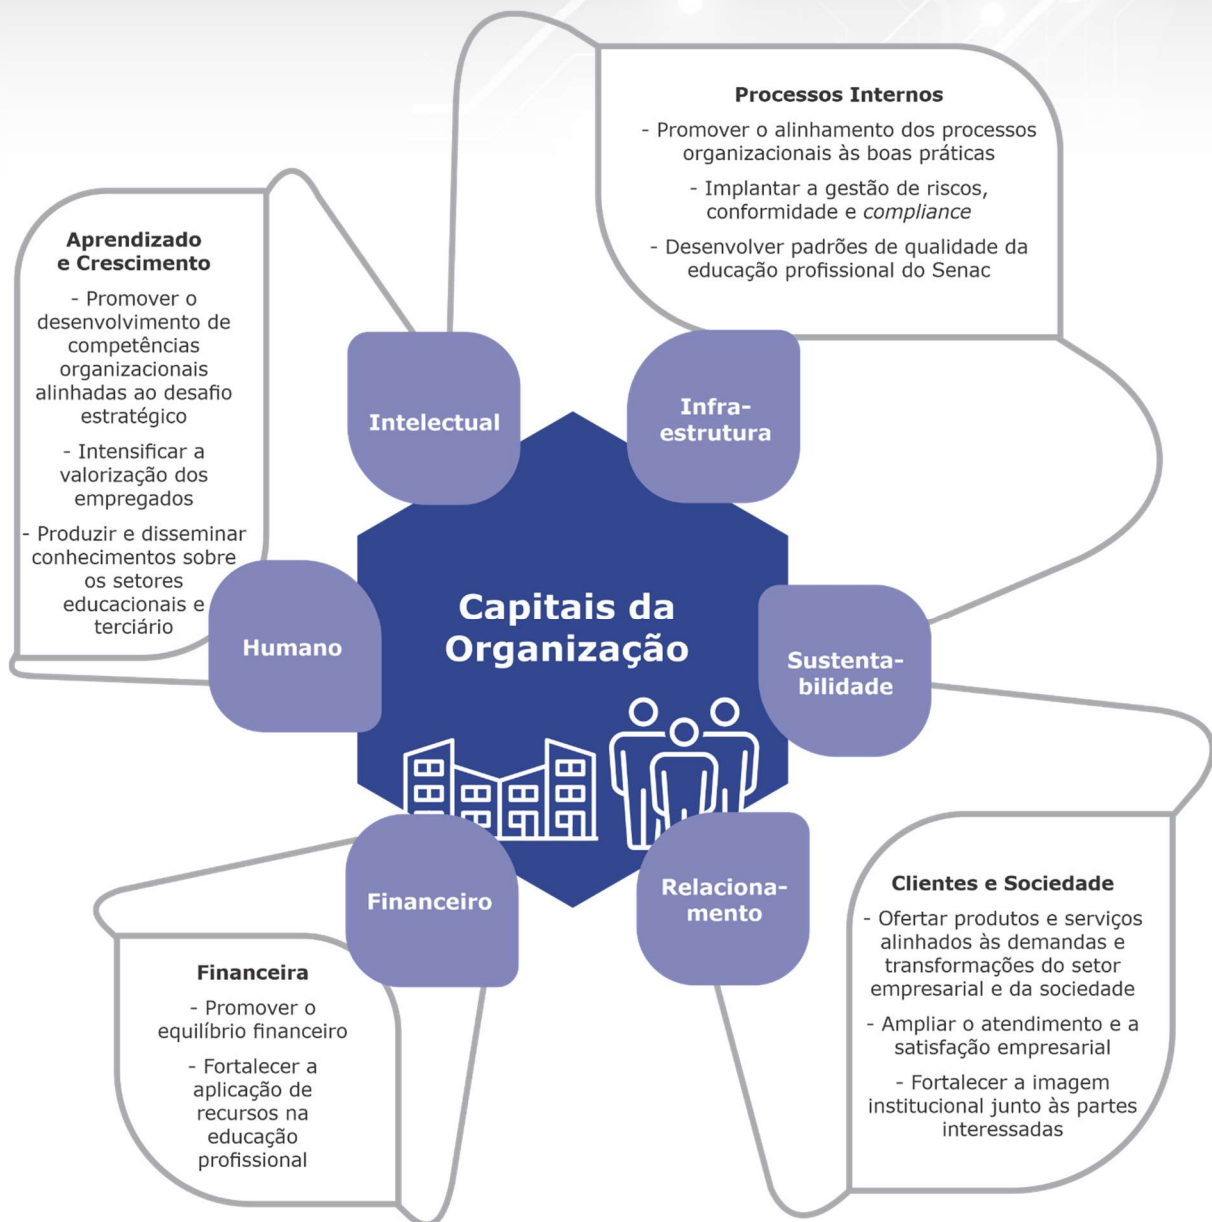 Processos Internos
- Promover o alinhamento dos processos
organizacionais às boas práticas
- Implantar a gestão de riscos,
conformidade e compliance
- Desenvolver padrões de qualidade da
educação profissional do Senac
Aprendizado
e Crescimento
- Promover o
desenvolvimento de
competências
organizacionais
alinhadas ao desafio
estratégico
- Intensificar a
valorização dos
empregados
- Produzir e disseminar
conhecimentos sobre
os setores
educacionais e
terciário
Intelectual
Infra-
estrutura
Humano
Capitais da
Organização
Sustenta-
bilidade
Financeiro
Relaciona-
mento
Financeira
- Promover o
equilíbrio financeiro
- Fortalecer a
aplicação de
recursos na
educação
profissional
Clientes e Sociedade
- Ofertar produtos e serviços
alinhados às demandas e
transformações do setor
empresarial e da sociedade
- Ampliar o atendimento e a
satisfação empresarial
- Fortalecer a imagem
institucional junto às partes
interessadas